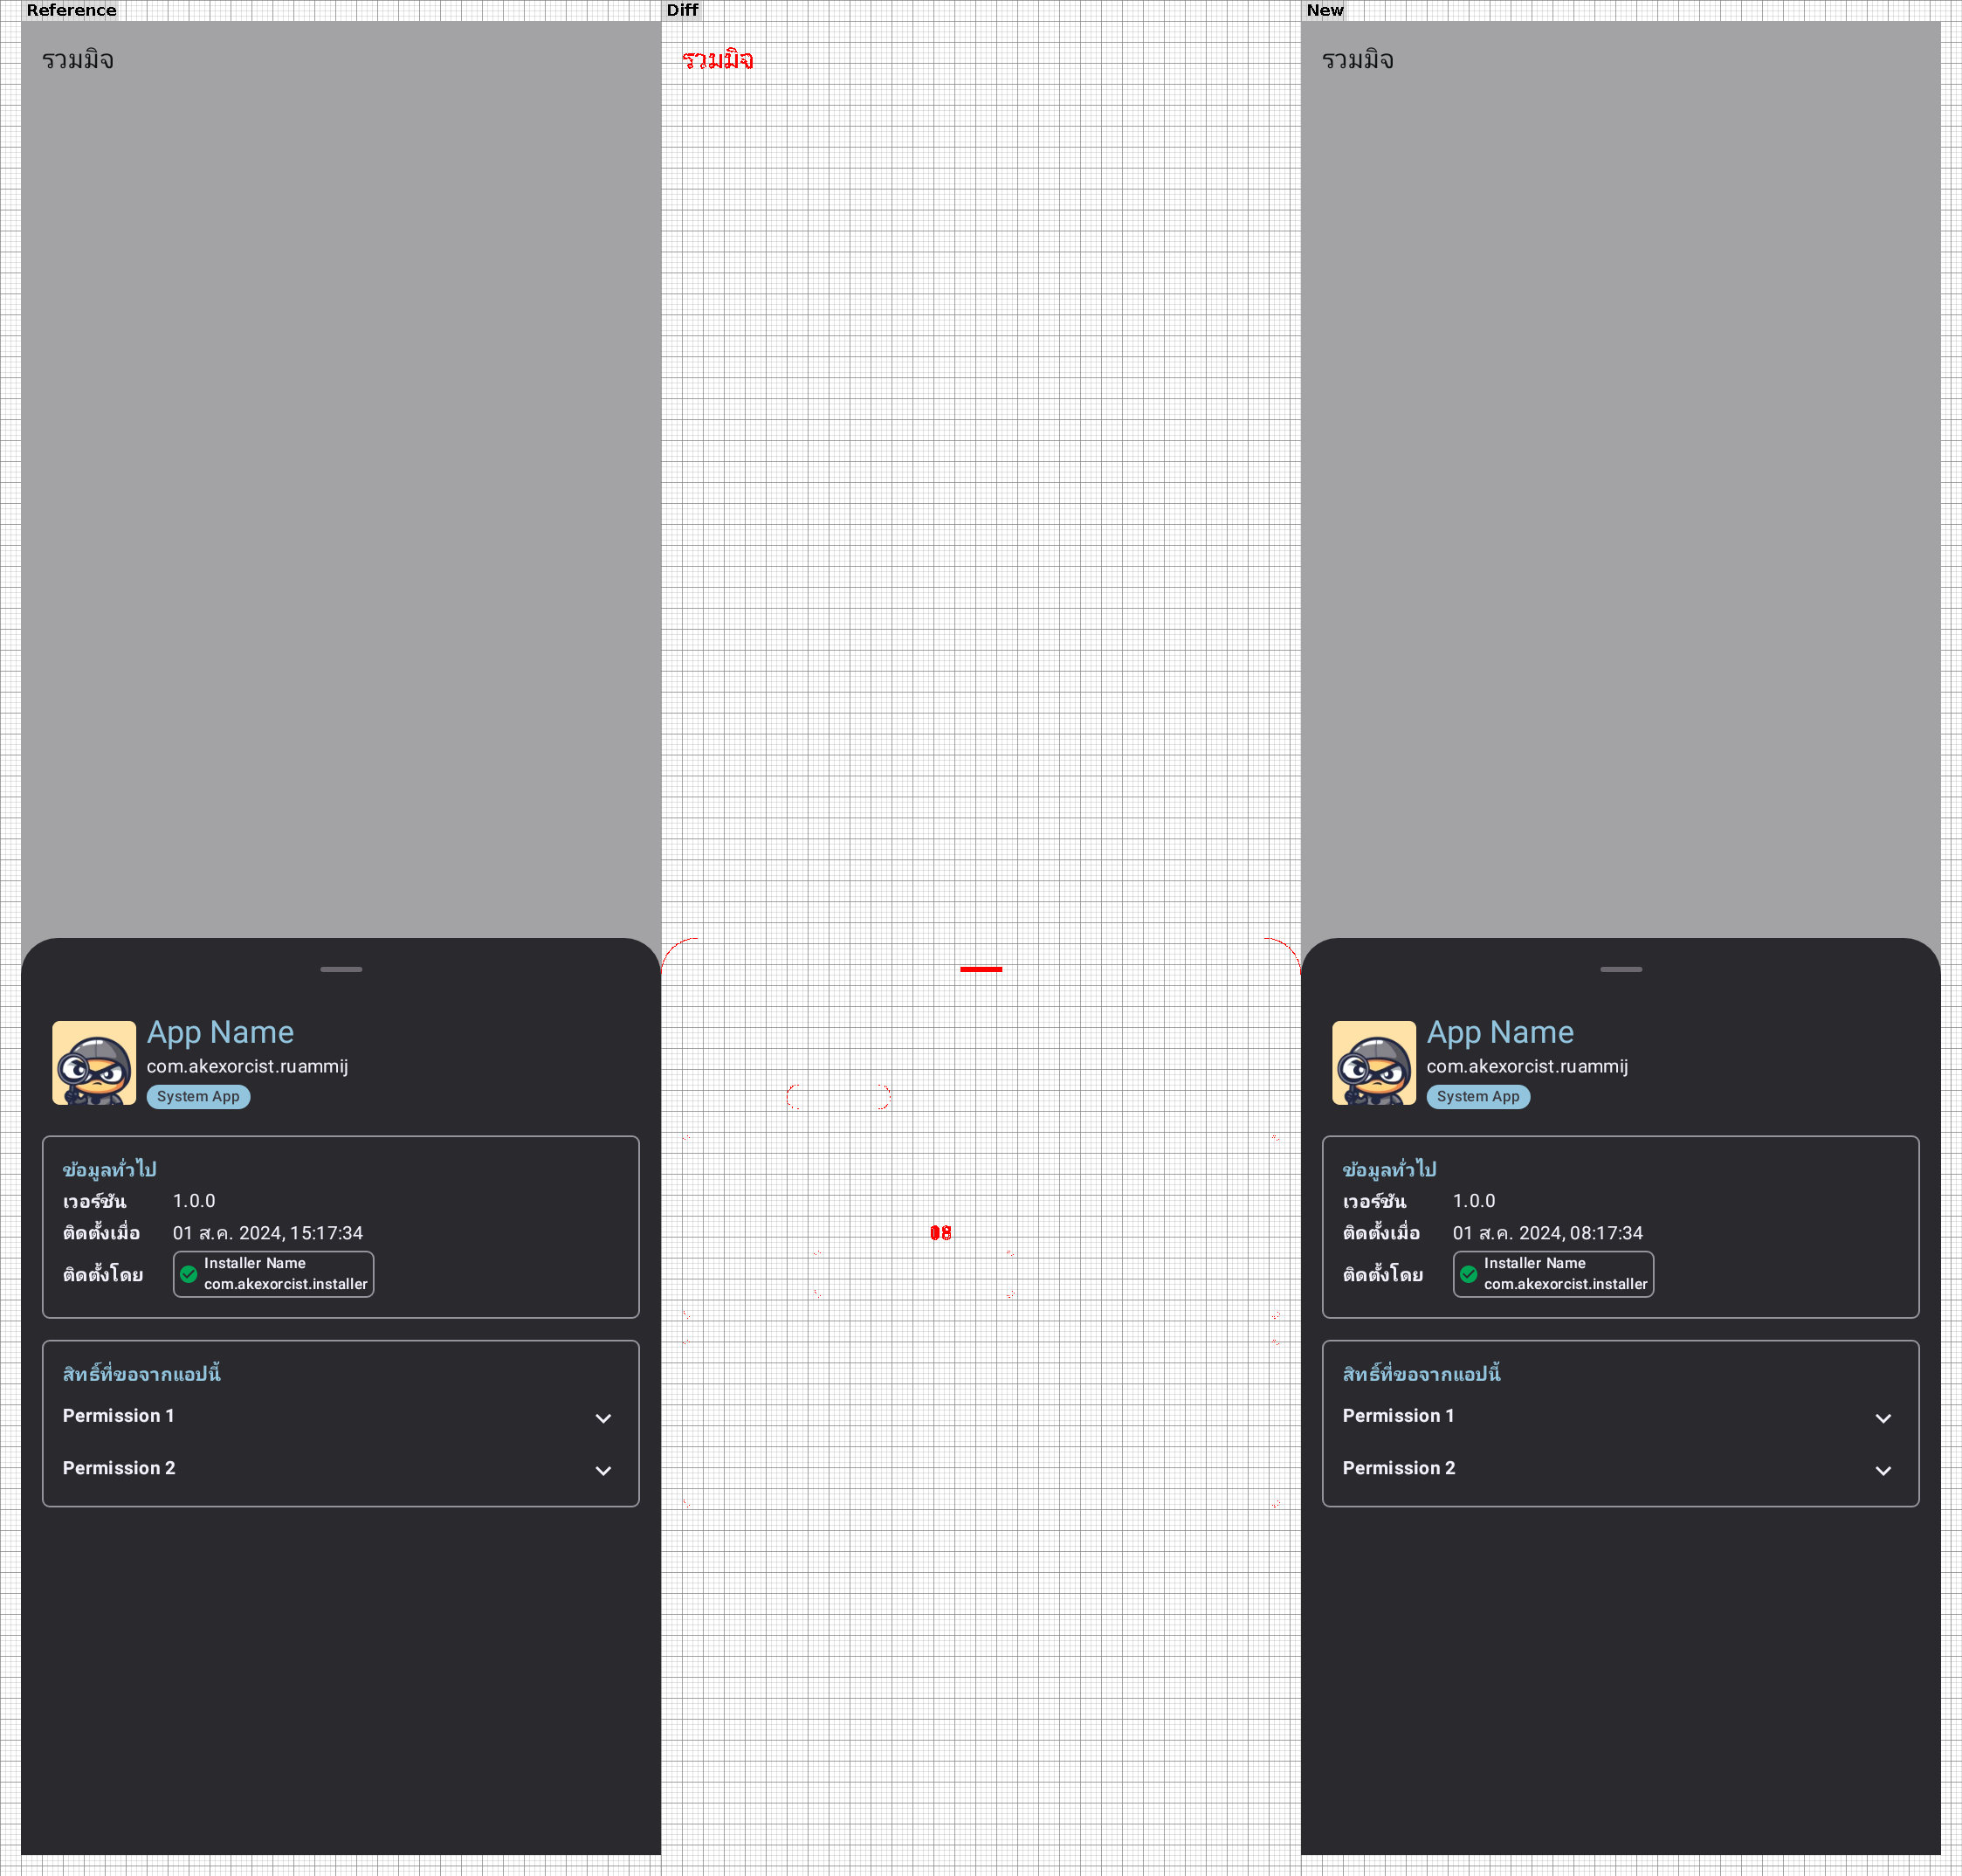 Reference
รวมมิจ
App Name
com.akexorcist.ruammij
System App
ข้อมูลทั่วไป
เวอร์ชัน 1.0.0
ติดตั้งเมื่อ 01 ส.ค. 2024, 15:17:34
ติดตั้งโดย Installer Name
com.akexorcist.installer
สิทธิ์ที่ขอจากแอปนี้
Permission 1
Permission 2
Diff
รวมมิจ
New
รวมมิจ
App Name
com.akexorcist.ruammij
System App
ข้อมูลทั่วไป
เวอร์ชัน 1.0.0
ติดตั้งเมื่อ 01 ส.ค. 2024, 08:17:34
ติดตั้งโดย Installer Name
com.akexorcist.installer
สิทธิ์ที่ขอจากแอปนี้
Permission 1
Permission 2